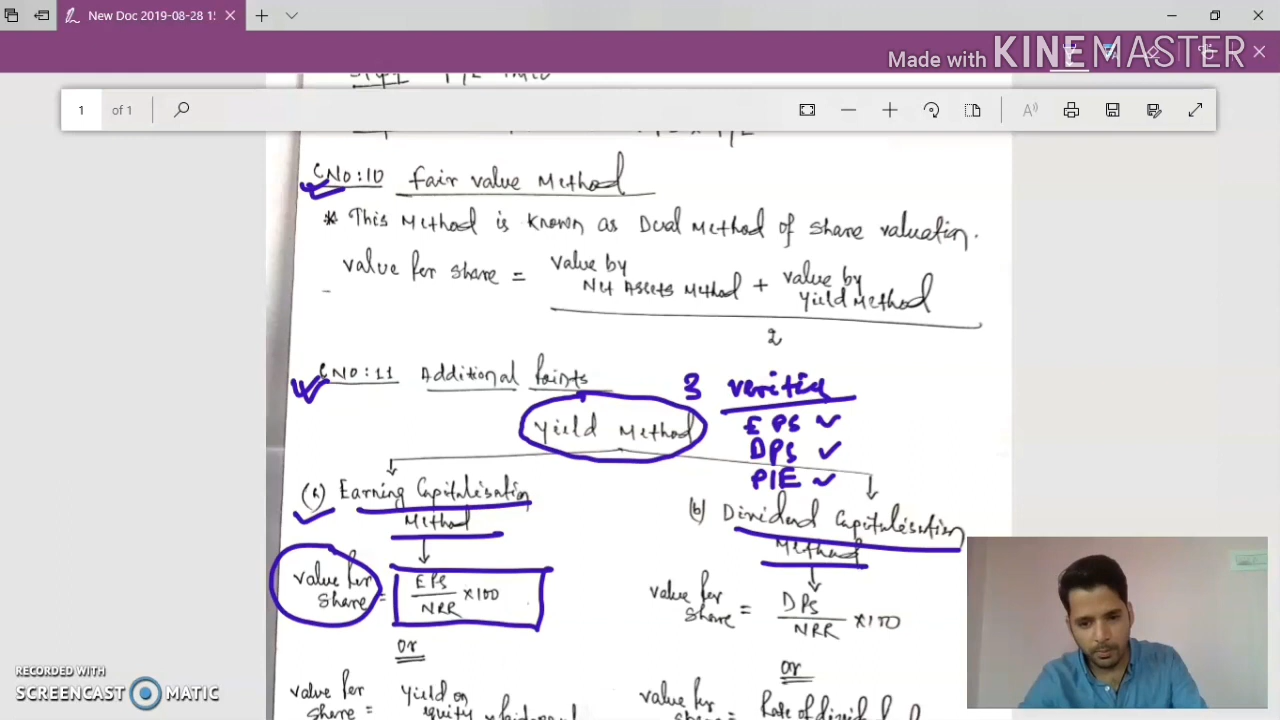 New Doc 2019-08-28 15
Made with KINEMASTER
1 of 1
CNO:10 Fair value Method
* This Method is known as Dual Method of share valuation.
value per share = value by Net Assets Method + value by Yield Method
2
CNO:11 Additional Points
3
EPS ✓
DPS ✓
P/E ✓
Yield Method
(a) Earning Capitalisation Method
(b) Dividend Capitalisation Method
value per share = EPS / NRR ×100
value per share = DPS / NRR ×100
or
or
value per share = Yield on equity
value per share = Rate of dividend
RECORDED WITH
SCREENCAST MATIC